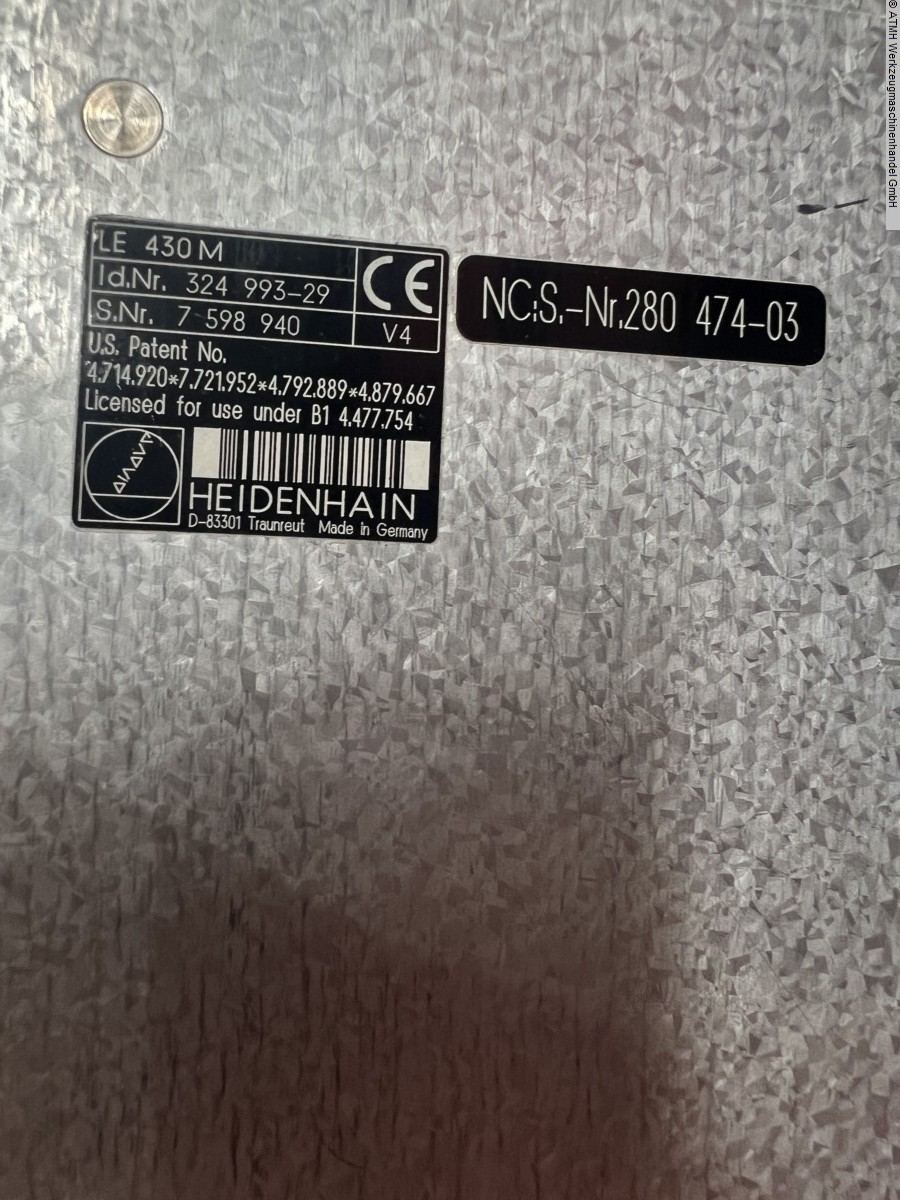 LE 430 M
Id.Nr. 324 993-29
S.Nr. 7 598 940
CE
V4
U.S. Patent No.
4.714.920*7.721.952*4.792.889*4.879.667
Licensed for use under B1 4.477.754
HEIDENHAIN
D-83301 Traunreut Made in Germany
NC:S.-Nr.280 474-03
© ATMH Werkzeugmaschinenhandel GmbH